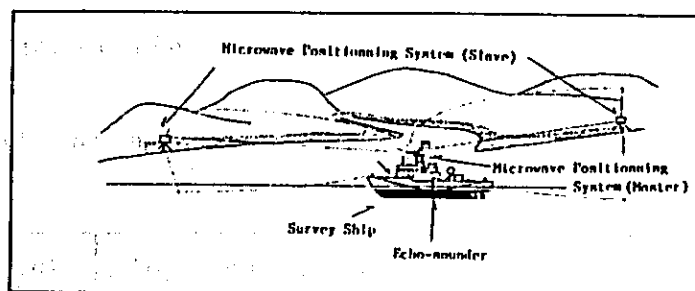 Microwave Positionning System (Slave)
Microwave Positionning
System (Master)
Survey Ship
Echo-sounder